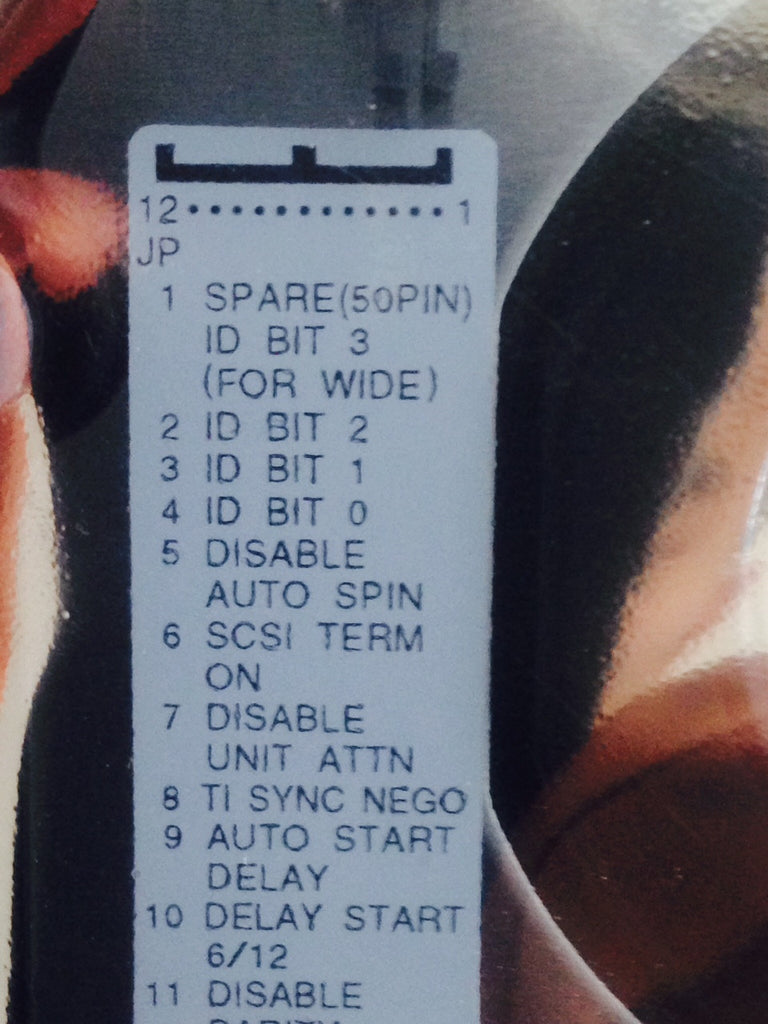 12············1
JP
1 SPARE(50PIN)
ID BIT 3
(FOR WIDE)
2 ID BIT 2
3 ID BIT 1
4 ID BIT 0
5 DISABLE
AUTO SPIN
6 SCSI TERM
ON
7 DISABLE
UNIT ATTN
8 TI SYNC NEGO
9 AUTO START
DELAY
10 DELAY START
6/12
11 DISABLE